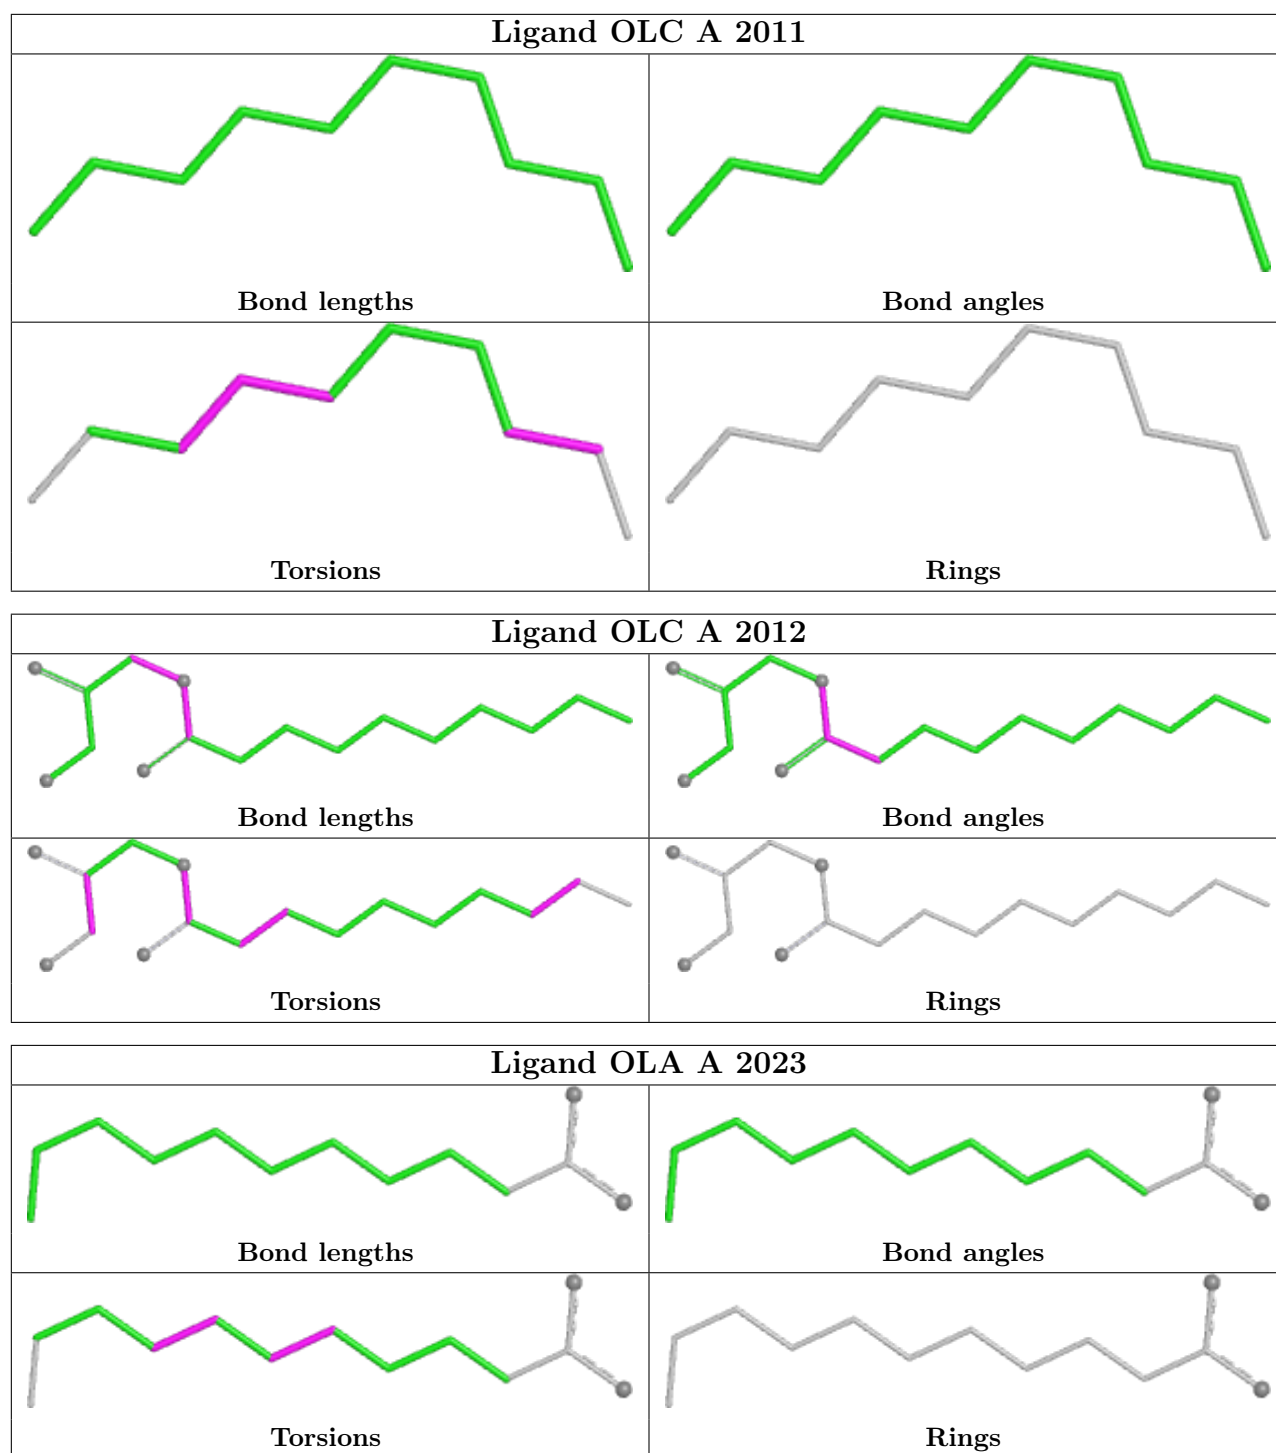 Ligand OLC A 2011
Bond lengths
Bond angles
Torsions
Rings
Ligand OLC A 2012
Bond lengths
Bond angles
Torsions
Rings
Ligand OLA A 2023
Bond lengths
Bond angles
Torsions
Rings